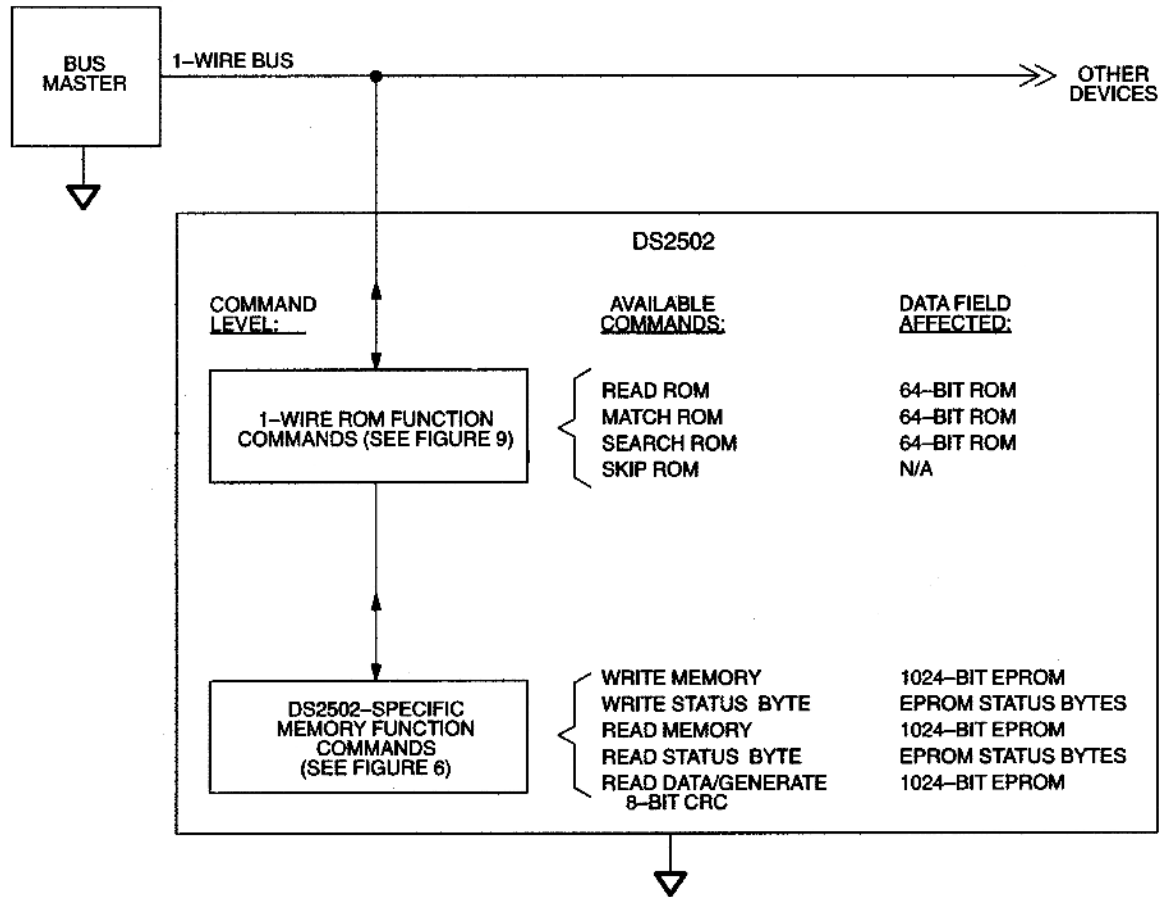 BUS
MASTER
1–WIRE BUS
OTHER
DEVICES
DS2502
COMMAND
LEVEL:
AVAILABLE
COMMANDS:
DATA FIELD
AFFECTED:
1–WIRE ROM FUNCTION
COMMANDS (SEE FIGURE 9)
READ ROM 64–BIT ROM
MATCH ROM 64–BIT ROM
SEARCH ROM 64–BIT ROM
SKIP ROM N/A
DS2502–SPECIFIC
MEMORY FUNCTION
COMMANDS
(SEE FIGURE 6)
WRITE MEMORY 1024–BIT EPROM
WRITE STATUS BYTE EPROM STATUS BYTES
READ MEMORY 1024–BIT EPROM
READ STATUS BYTE EPROM STATUS BYTES
READ DATA/GENERATE 1024–BIT EPROM
8–BIT CRC